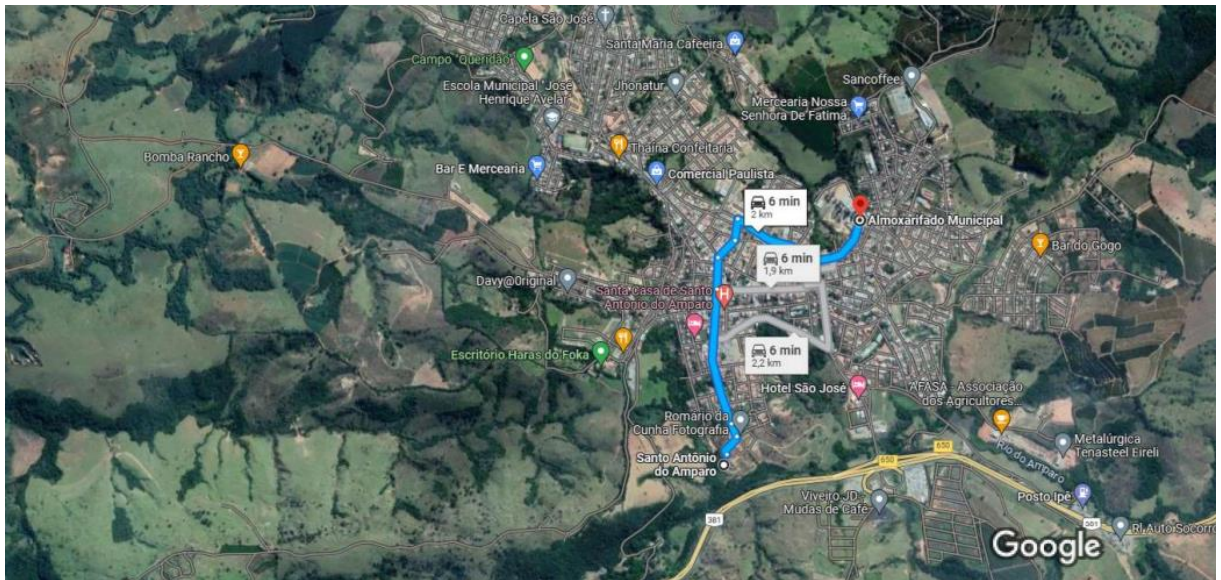 Capela São José
Santa Maria Cafeeira
Campo "Queridão"
Escola Municipal "José
Henrique Avelar"
Jhonatur
Sancoffee
Mercearia Nossa
Senhora De Fatima
Thaina Confeitaria
Bomba Rancho
Bar E Mercearia
Comercial Paulista
6 min
2 km
Almoxarifado Municipal
Bar do Gogo
6 min
1,9 km
Davy@0riginal
Santa Casa de Santo
Antônio do Amparo
6 min
2,2 km
Escritório Haras do Foka
Hotel São José
AFASA - Associação
dos Agricultores...
Romário da
Cunha Fotografia
Metalúrgica
Tenasteel Eireli
Santo Antônio
do Amparo
650
650
Rio do Amparo
Viveiro JD -
Mudas de Café
Posto Ipê
381
381
Rl Auto Socorro
Google